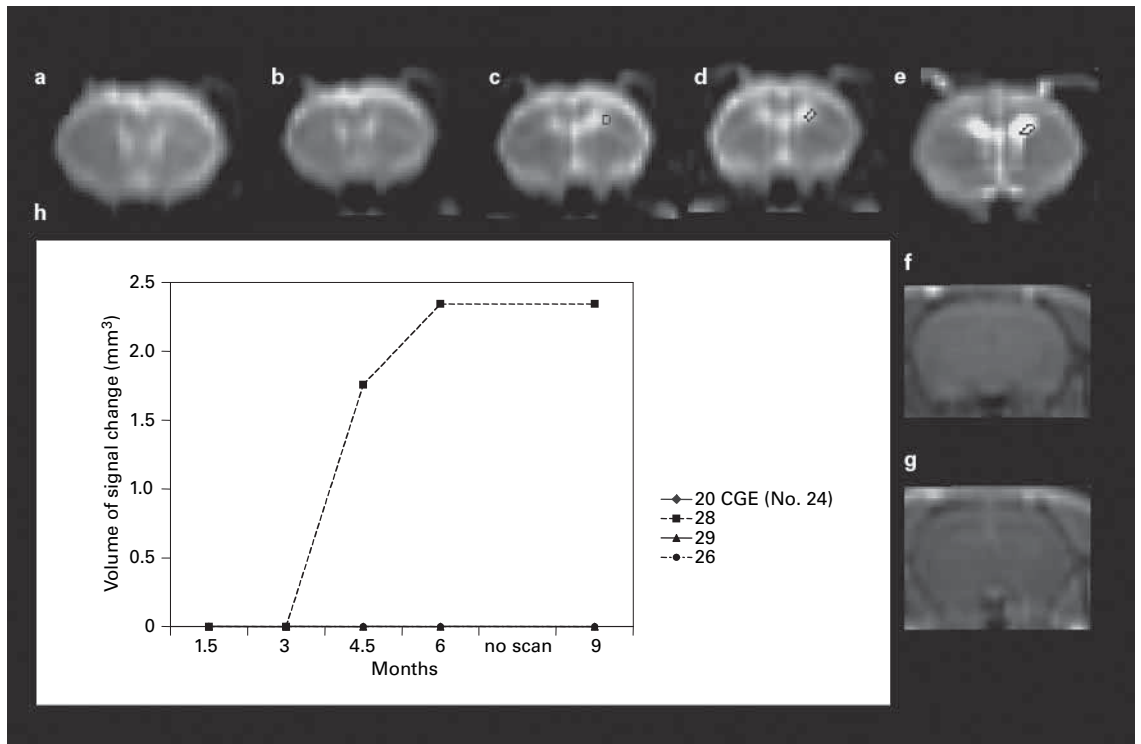 a
b
c
d
e
h
f
g
2.5
2.0
1.5
1.0
0.5
0
Volume of signal change (mm³)
1.5 3 4.5 6 no scan 9
Months
20 CGE (No. 24)
28
29
26